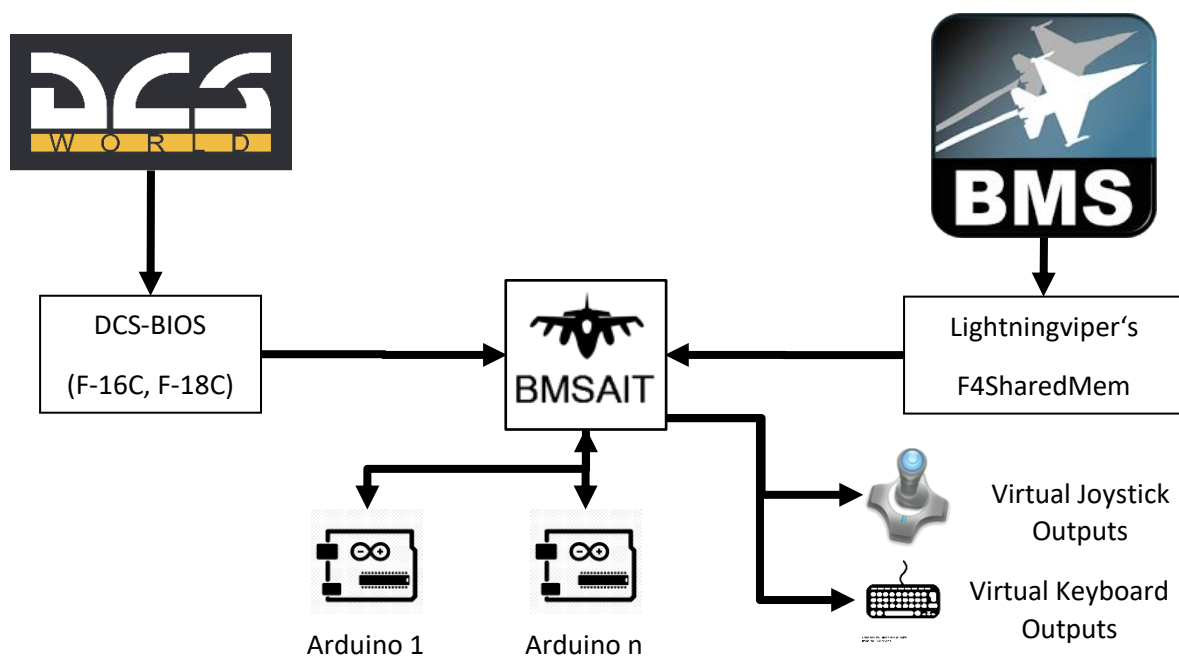 DCS
WORLD
BMS
DCS-BIOS
(F-16C, F-18C)
BMSAIT
Lightningviper‘s
F4SharedMem
Virtual Joystick
Outputs
Virtual Keyboard
Outputs
Arduino 1
Arduino n